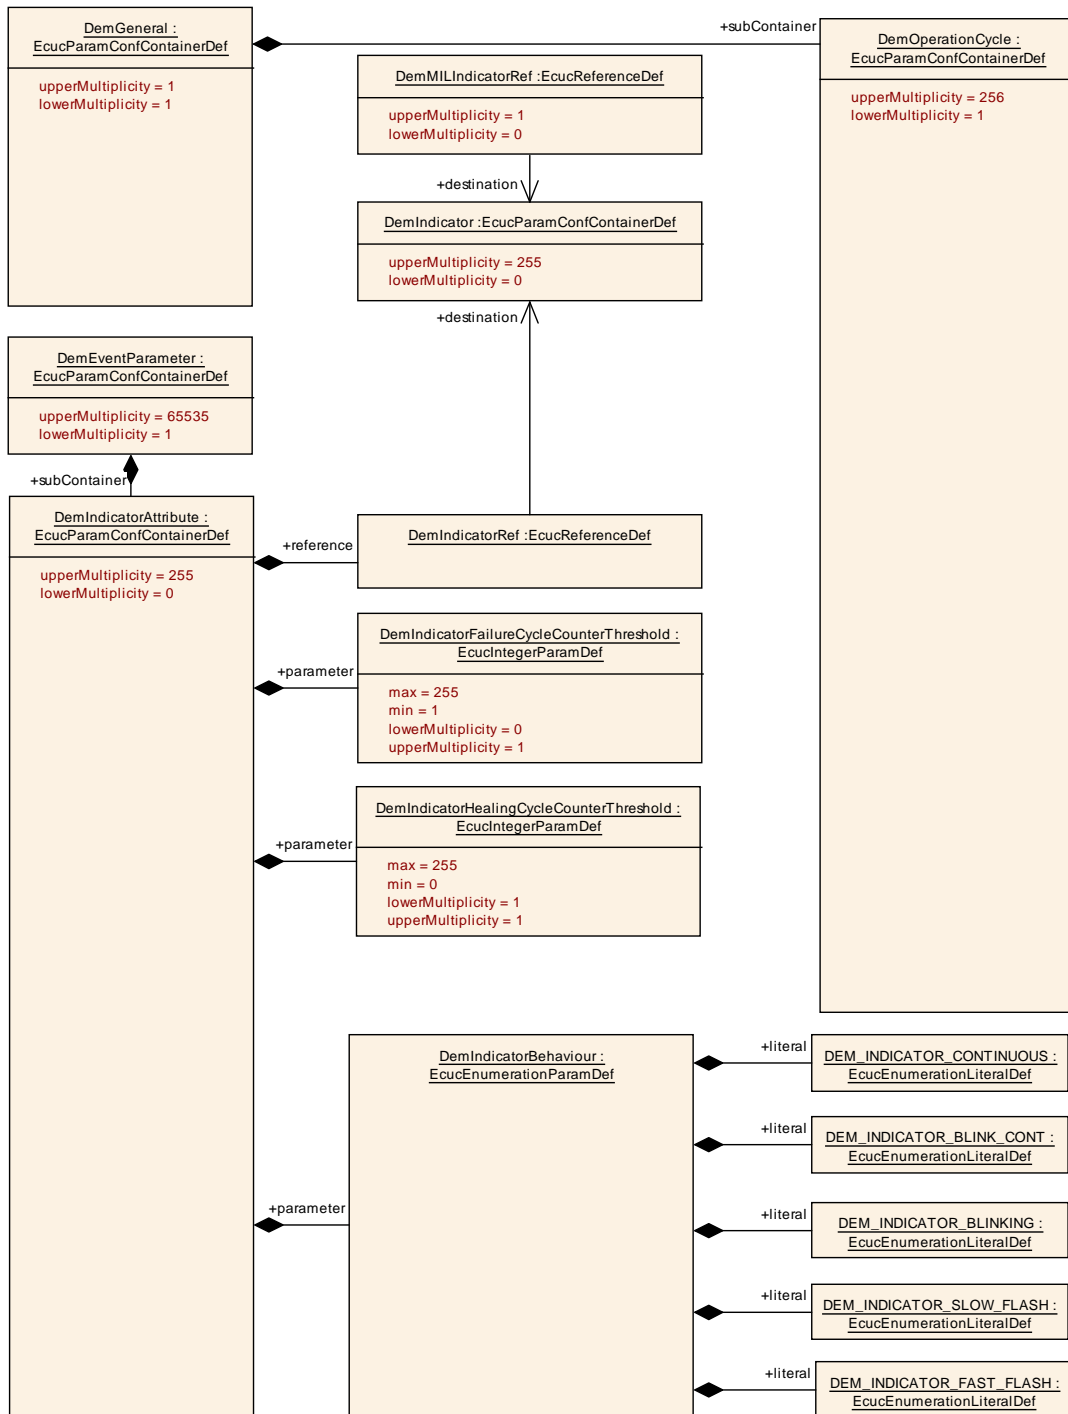 DemGeneral :
EcucParamConfContainerDef
upperMultiplicity = 1
lowerMultiplicity = 1
+subContainer
DemOperationCycle :
EcucParamConfContainerDef
upperMultiplicity = 256
lowerMultiplicity = 1
DemMILIndicatorRef :EcucReferenceDef
upperMultiplicity = 1
lowerMultiplicity = 0
+destination
DemIndicator :EcucParamConfContainerDef
upperMultiplicity = 255
lowerMultiplicity = 0
+destination
DemEventParameter :
EcucParamConfContainerDef
upperMultiplicity = 65535
lowerMultiplicity = 1
+subContainer
DemIndicatorAttribute :
EcucParamConfContainerDef
upperMultiplicity = 255
lowerMultiplicity = 0
+reference
DemIndicatorRef :EcucReferenceDef
+parameter
DemIndicatorFailureCycleCounterThreshold :
EcucIntegerParamDef
max = 255
min = 1
lowerMultiplicity = 0
upperMultiplicity = 1
+parameter
DemIndicatorHealingCycleCounterThreshold :
EcucIntegerParamDef
max = 255
min = 0
lowerMultiplicity = 1
upperMultiplicity = 1
+parameter
DemIndicatorBehaviour :
EcucEnumerationParamDef
+literal
DEM_INDICATOR_CONTINUOUS :
EcucEnumerationLiteralDef
+literal
DEM_INDICATOR_BLINK_CONT :
EcucEnumerationLiteralDef
+literal
DEM_INDICATOR_BLINKING :
EcucEnumerationLiteralDef
+literal
DEM_INDICATOR_SLOW_FLASH :
EcucEnumerationLiteralDef
+literal
DEM_INDICATOR_FAST_FLASH :
EcucEnumerationLiteralDef